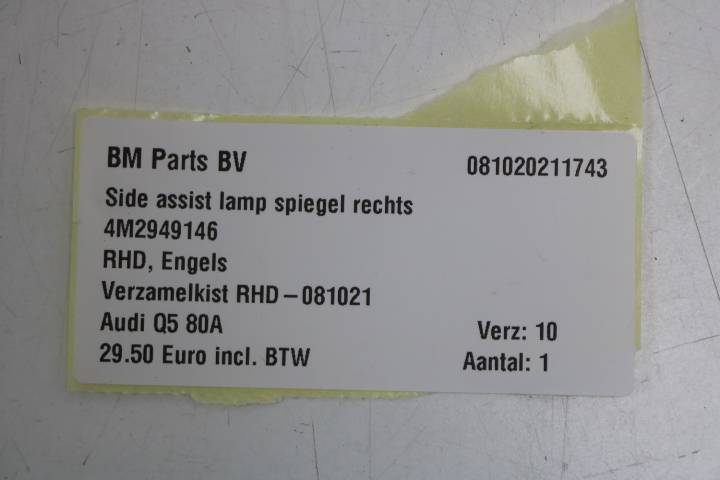 BM Parts BV 081020211743
Side assist lamp spiegel rechts
4M2949146
RHD, Engels
Verzamelkist RHD – 081021
Audi Q5 80A Verz: 10
29.50 Euro incl. BTW Aantal: 1